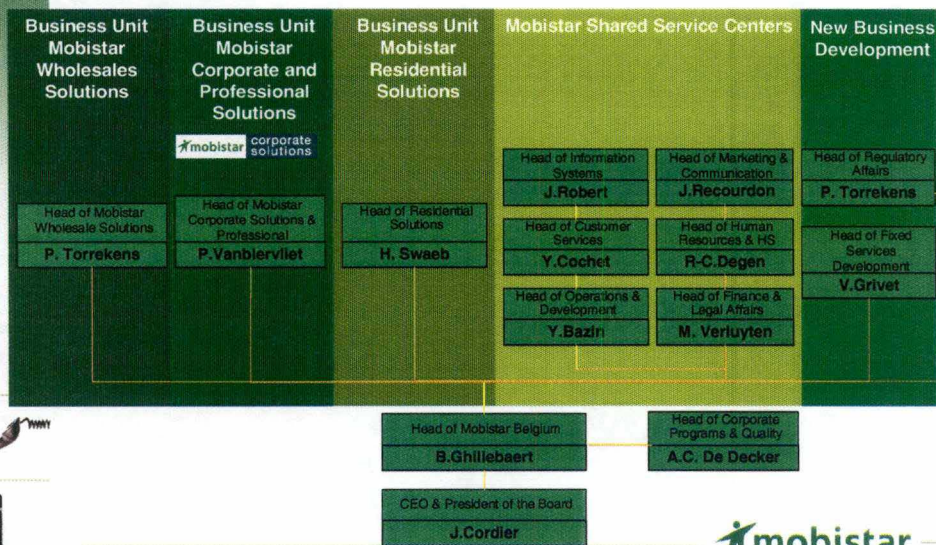 Business Unit
Mobistar
Wholesales
Solutions
Business Unit
Mobistar
Corporate and
Professional
Solutions
mobistar corporate
solutions
Business Unit
Mobistar
Residential
Solutions
Mobistar Shared Service Centers
New Business
Development
Head of Mobistar
Wholesale Solutions
P. Torrekens
Head of Mobistar
Corporate Solutions &
Professional
P.Vanbiervliet
Head of Residential
Solutions
H. Swaeb
Head of Information
Systems
J.Robert
Head of Marketing &
Communication
J.Recourdon
Head of Customer
Services
Y.Cochet
Head of Human
Resources & HS
R-C.Degen
Head of Operations &
Development
Y.Bazin
Head of Finance &
Legal Affairs
M. Verluyten
Head of Regulatory
Affairs
P. Torrekens
Head of Fixed
Services
Development
V.Grivet
Head of Mobistar Belgium
B.Ghillebaert
Head of Corporate
Programs & Quality
A.C. De Decker
CEO & President of the Board
J.Cordier
mobistar